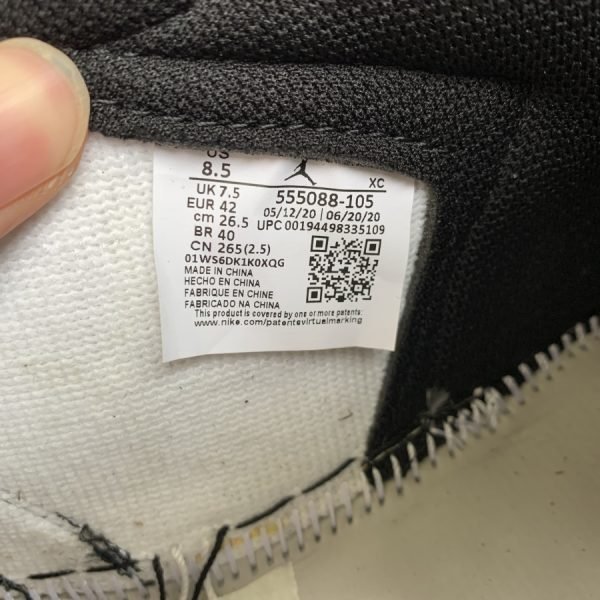 US
8.5
XC
UK 7.5
555088-105
EUR 42
05/12/20 | 06/20/20
cm 26.5
UPC 00194498335109
BR 40
CN 265(2.5)
01WS6DK1K0XQG
MADE IN CHINA
HECHO EN CHINA
FABRIQUE EN CHINE
FABRICADO NA CHINA
This product is covered by one or more patents:
www.nike.com/patentsvirtualmarking